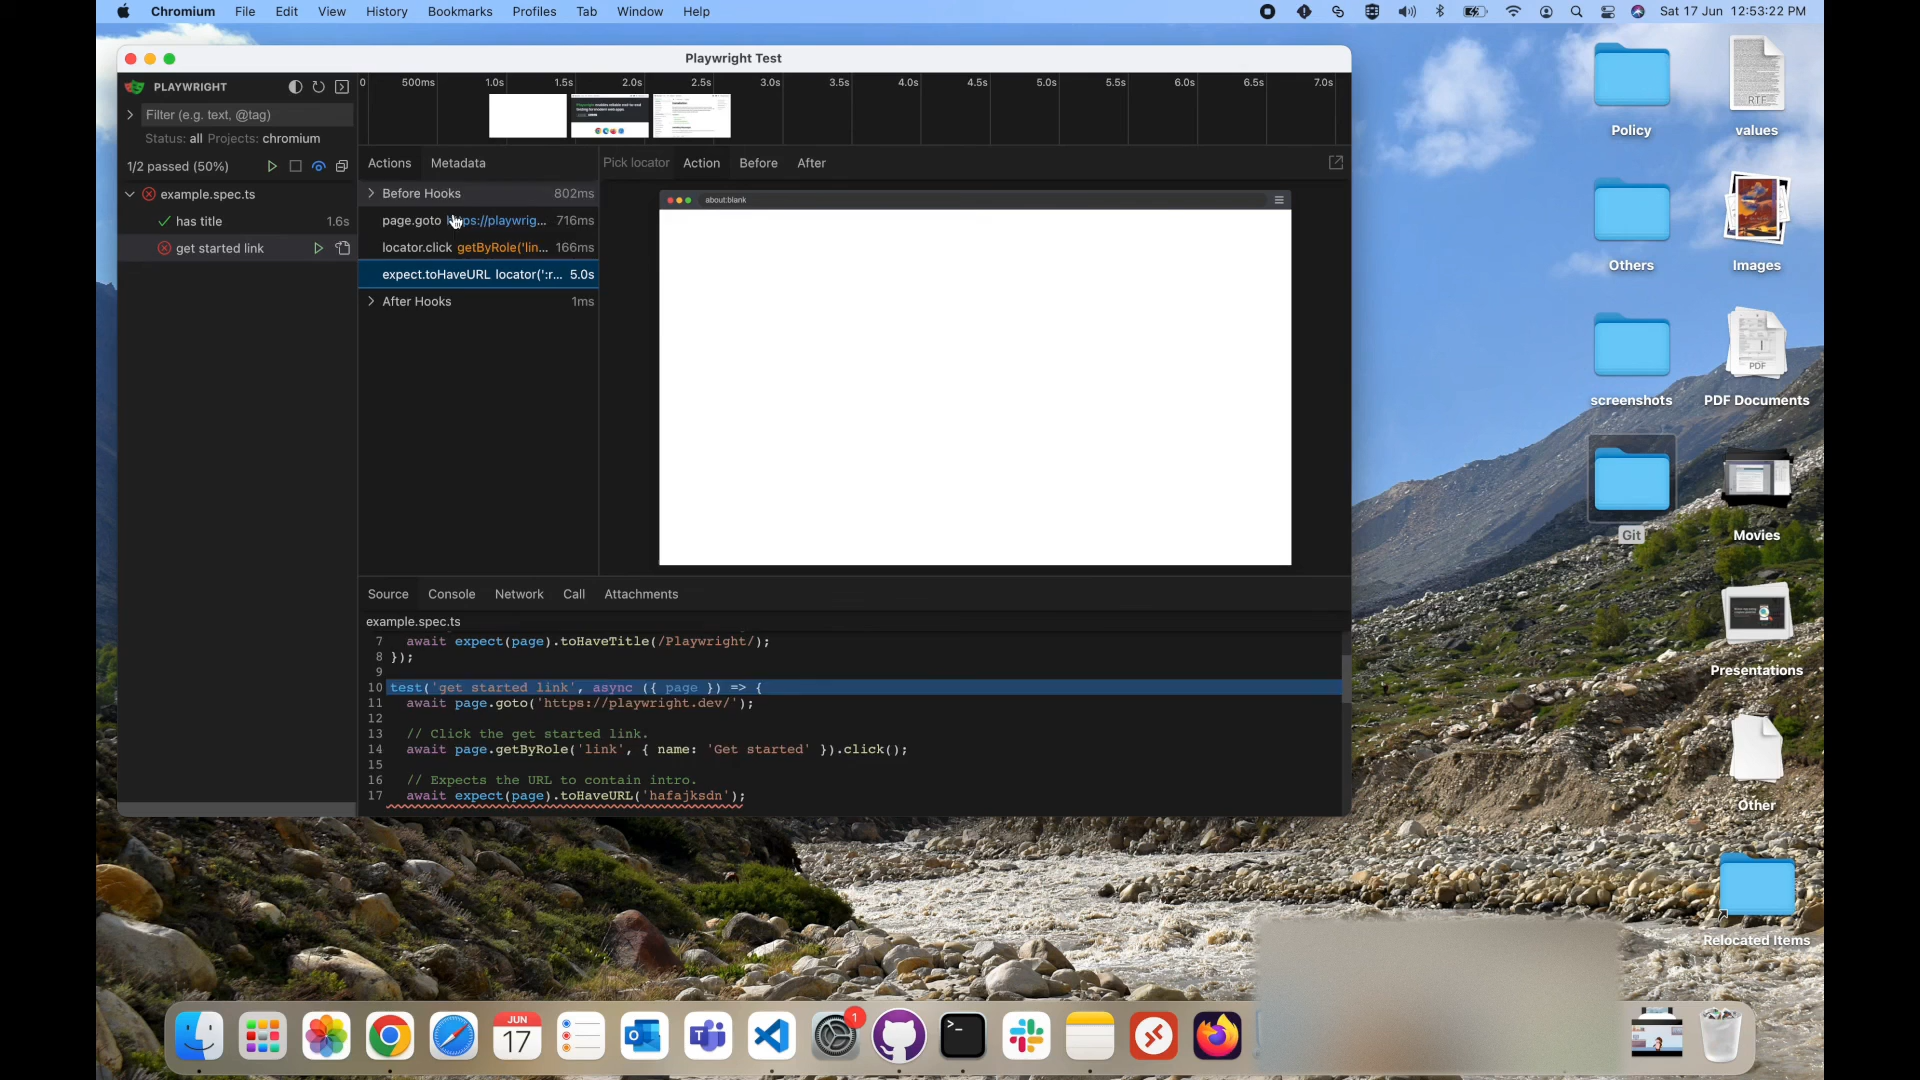 Chromium File Edit View History Bookmarks Profiles Tab Window Help Sat 17 Jun 12:53:22 PM
Playwright Test
PLAYWRIGHT
0 500ms 1.0s 1.5s 2.0s 2.5s 3.0s 3.5s 4.0s 4.5s 5.0s 5.5s 6.0s 6.5s 7.0s
Filter (e.g. text, @tag)
Status: all Projects: chromium
1/2 passed (50%)
example.spec.ts
has title 1.6s
get started link
Actions Metadata
Before Hooks 802ms
page.goto https://playwrig... 716ms
locator.click getByRole('lin... 166ms
expect.toHaveURL locator(':r... 5.0s
After Hooks 1ms
Pick locator Action Before After
about:blank
Source Console Network Call Attachments
example.spec.ts
7 await expect(page).toHaveTitle(/Playwright/);
8 });
9
10 test('get started link', async ({ page }) => {
11 await page.goto('https://playwright.dev/');
12
13 // Click the get started link.
14 await page.getByRole('link', { name: 'Get started' }).click();
15
16 // Expects the URL to contain intro.
17 await expect(page).toHaveURL('hafajksdn');
RTF
Policy values
Others Images
PDF
screenshots PDF Documents
Git Movies
Presentations
Other
Relocated Items
JUN
17
1